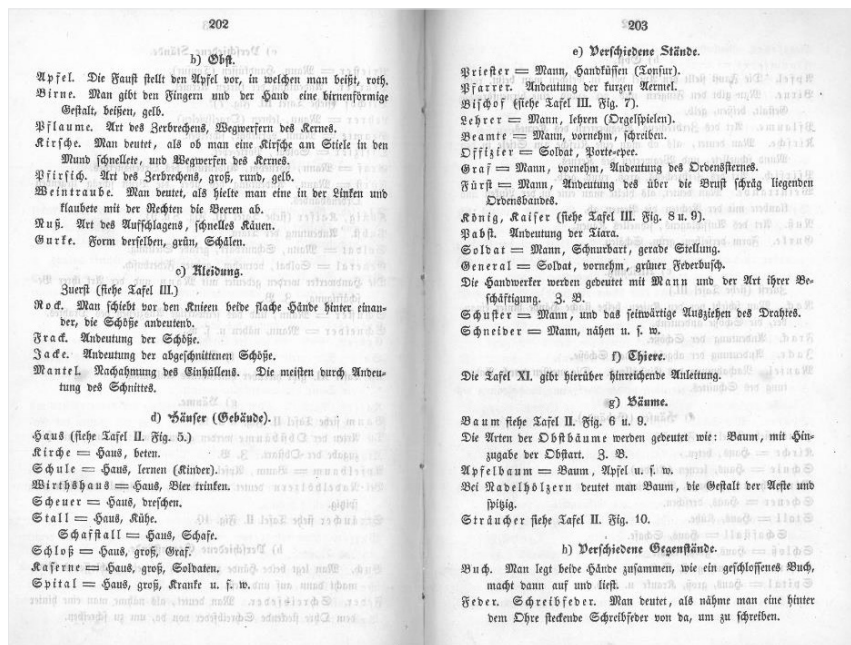 202
b) Obst.
Apfel. Die Faust stellt den Apfel vor, in welchen man beißt, roth.
Birne. Man gibt den Fingern und der Hand eine birnenförmige
Gestalt, beißen, gelb.
Pflaume. Art des Zerbrechens, Wegwerfern des Kernes.
Kirsche. Man deutet, als ob man eine Kirsche am Stiele in den
Mund schnellete, und Wegwerfen des Kernes.
Pfirsich. Art des Zerbrechens, groß, rund, gelb.
Weintraube. Man deutet, als hielte man eine in der Linken und
klaubete mit der Rechten die Beeren ab.
Nuß. Art des Aufschlagens, schnelles Käuen.
Gurke. Form derselben, grün, Schälen.
c) Kleidung.
Zuerst (siehe Tafel III.)
Rock. Man schiebt vor den Knieen beide flache Hände hinter einan-
der, die Schöße andeutend.
Frack. Andeutung der Schöße.
Jacke. Andeutung der abgeschnittenen Schöße.
Mantel. Nachahmung des Einhüllens. Die meisten durch Andeu-
tung des Schnittes.
d) Häuser (Gebäude).
Haus (siehe Tafel II. Fig. 5.)
Kirche = Haus, beten.
Schule = Haus, lernen (Kinder).
Wirthshaus = Haus, Bier trinken.
Scheuer = Haus, dreschen.
Stall = Haus, Kühe.
Schafstall = Haus, Schafe.
Schloß = Haus, groß, Graf.
Kaserne = Haus, groß, Soldaten.
Spital = Haus, groß, Kranke u. s. w.
203
e) Verschiedene Stände.
Priester = Mann, Handküssen (Tonsur).
Pfarrer. Andeutung der kurzen Aermel.
Bischof (siehe Tafel III. Fig. 7).
Lehrer = Mann, lehren (Orgelspielen).
Beamte = Mann, vornehm, schreiben.
Offizier = Soldat, Porte-epee.
Graf = Mann, vornehm, Andeutung des Ordensternes.
Fürst = Mann, Andeutung des über die Brust schräg liegenden
Ordensbandes.
König, Kaiser (siehe Tafel III. Fig. 8 u. 9).
Pabst. Andeutung der Tiara.
Soldat = Mann, Schnurbart, gerade Stellung.
General = Soldat, vornehm, grüner Federbusch.
Die Handwerker werden gedeutet mit Mann und der Art ihrer Be-
schäftigung. Z. B.
Schuster = Mann, und das seitwärtige Ausziehen des Drahtes.
Schneider = Mann, nähen u. s. w.
f) Thiere.
Die Tafel XI. gibt hierüber hinreichende Anleitung.
g) Bäume.
Baum siehe Tafel II. Fig. 6 u. 9.
Die Arten der Obstbäume werden gedeutet wie: Baum, mit Hin-
zugabe der Obstart. Z. B.
Apfelbaum = Baum, Apfel u. s. w.
Bei Nadelhölzern deutet man Baum, die Gestalt der Aeste und
spitzig.
Sträucher siehe Tafel II. Fig. 10.
h) Verschiedene Gegenstände.
Buch. Man legt beide Hände zusammen, wie ein geschlossenes Buch,
macht dann auf und liest.
Feder. Schreibfeder. Man deutet, als nähme man eine hinter
dem Ohre steckende Schreibfeder von da, um zu schreiben.